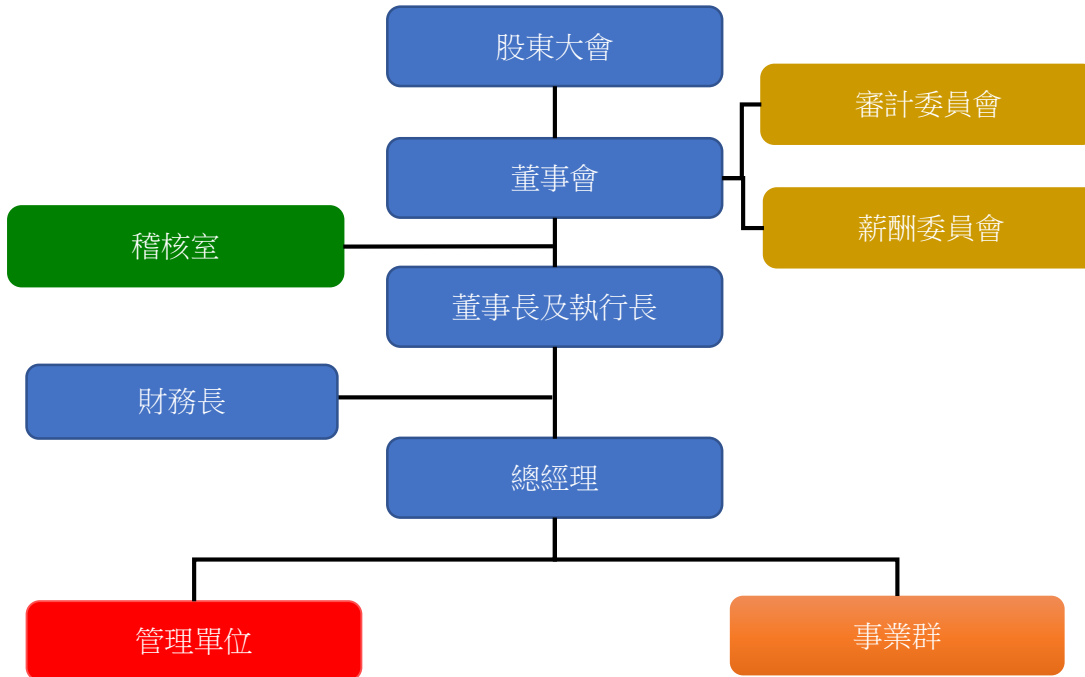 股東大會
審計委員會
董事會
薪酬委員會
稽核室
董事長及執行長
財務長
總經理
管理單位
事業群